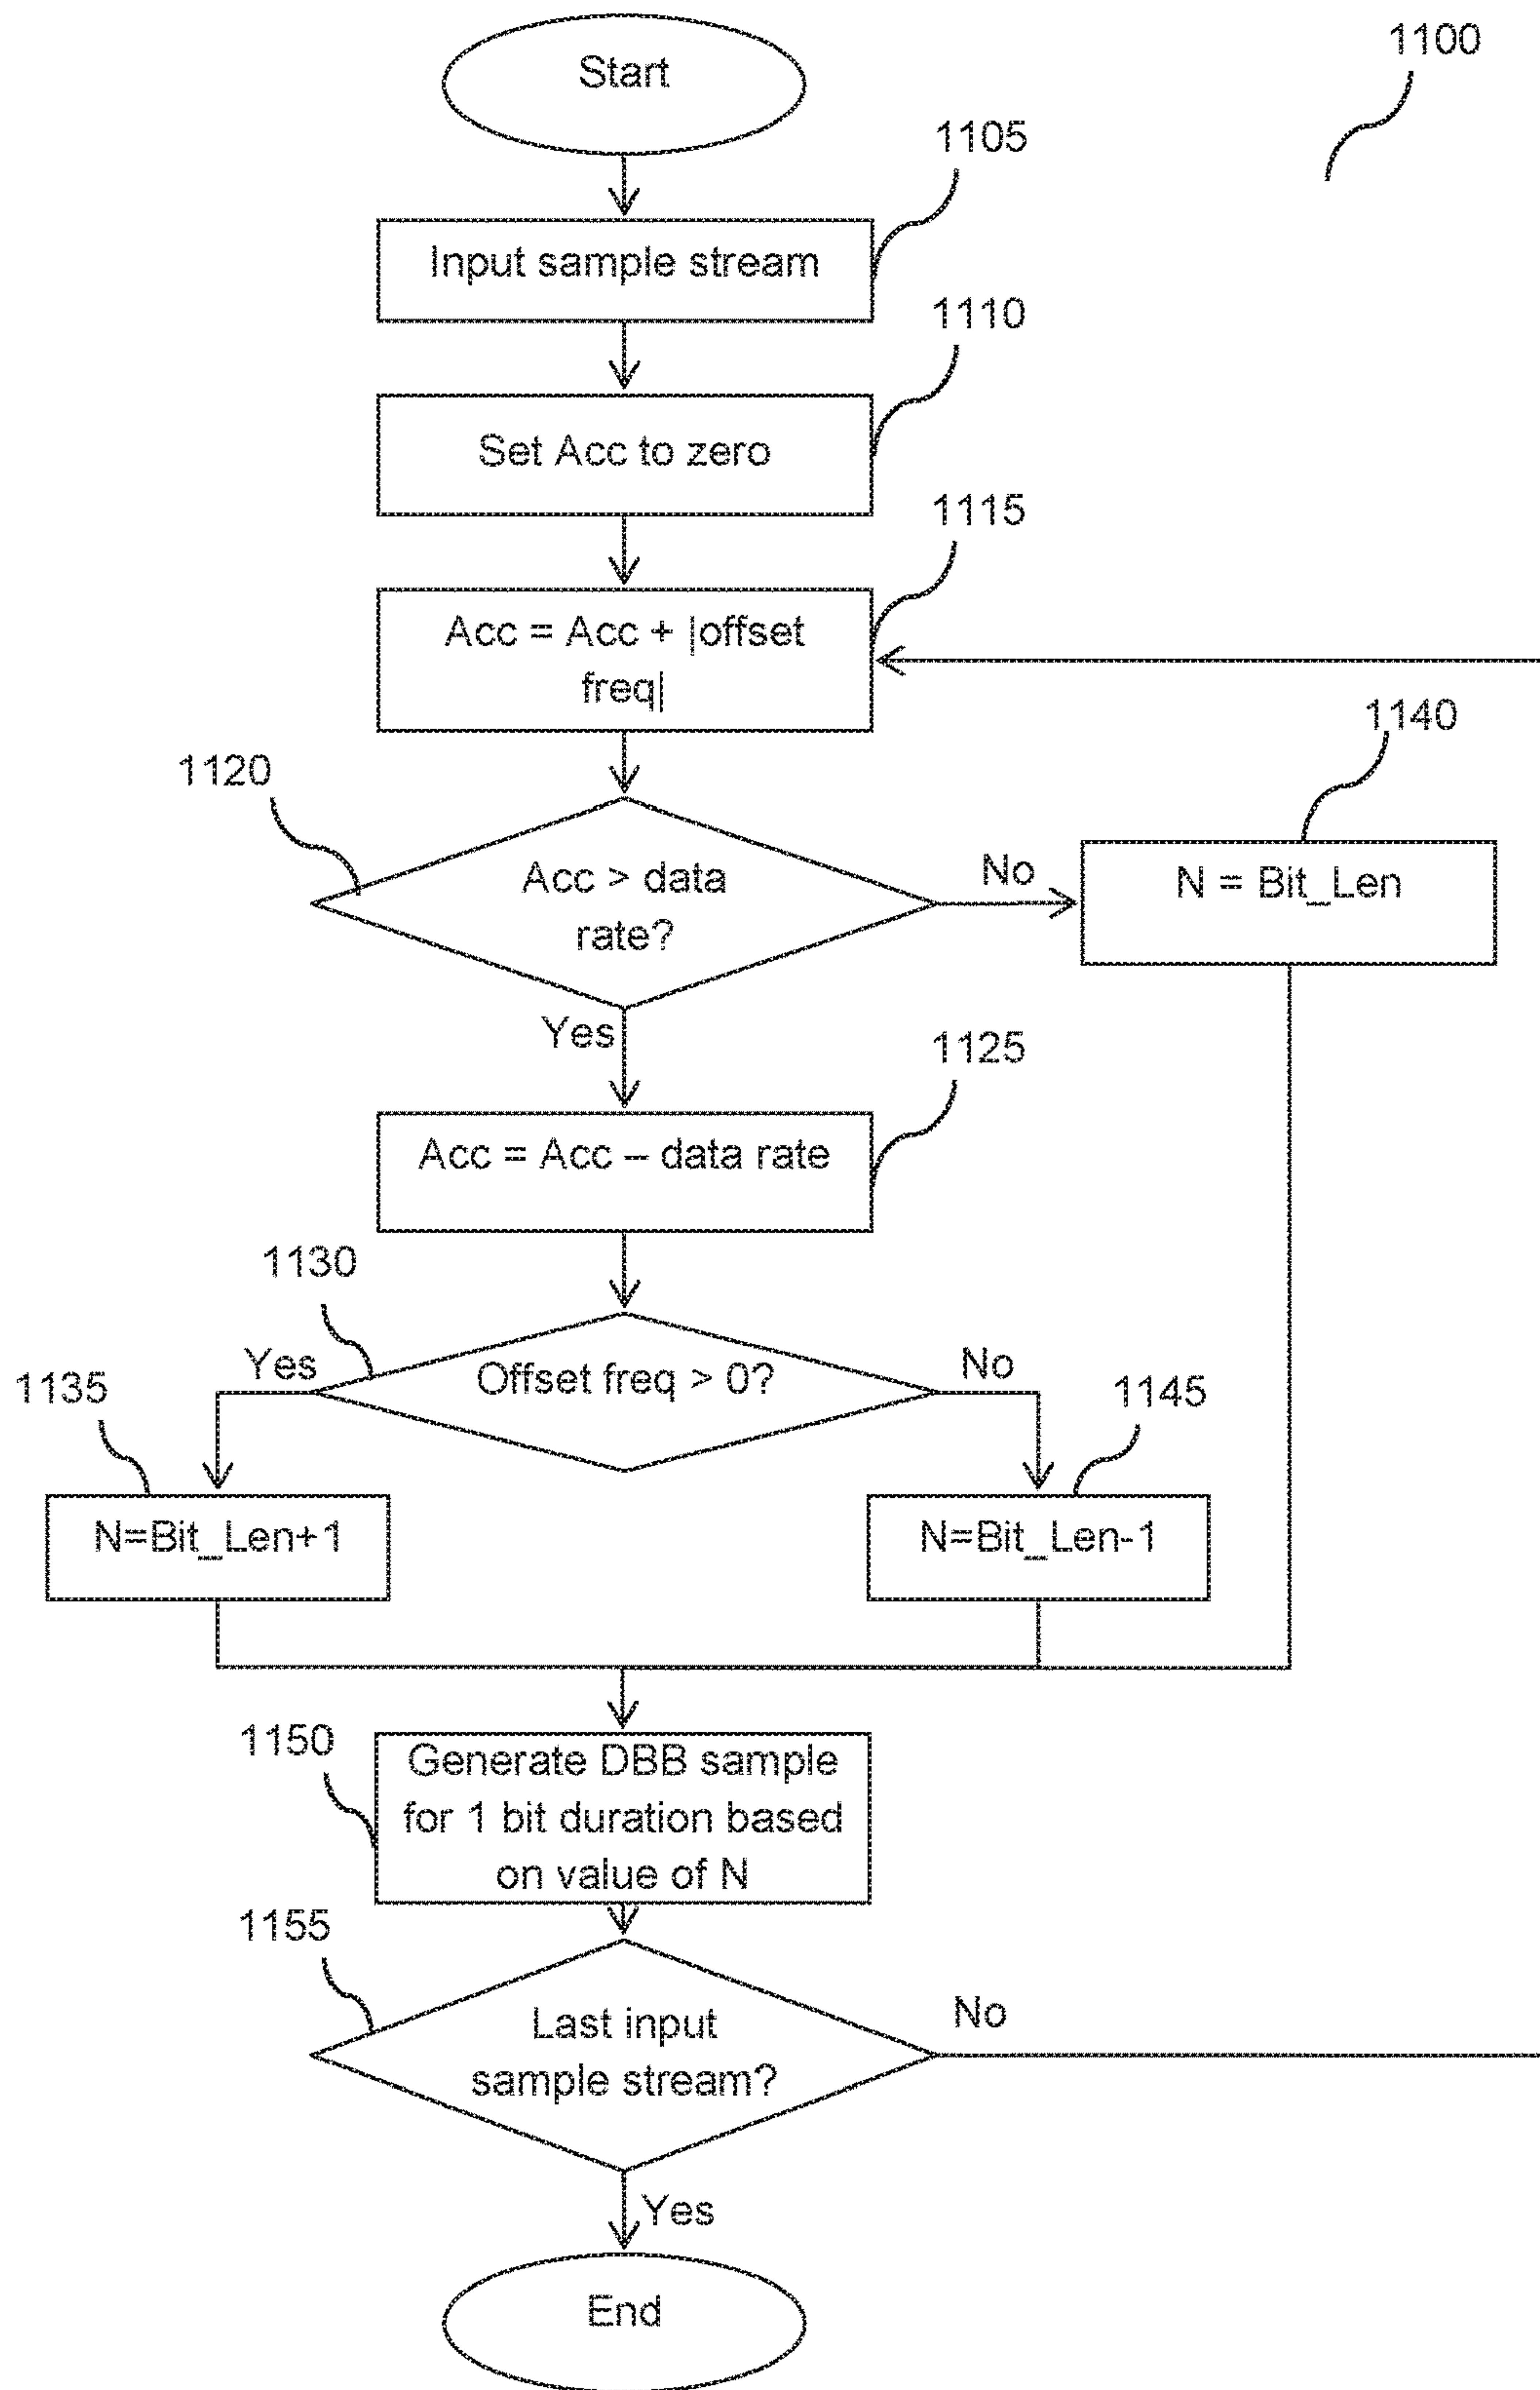 1100
Start
1105
Input sample stream
1110
Set Acc to zero
1115
Acc = Acc + |offset
freq|
1120
Acc > data
rate?
No
1140
N = Bit_Len
Yes
1125
Acc = Acc – data rate
1130
Offset freq > 0?
Yes
No
1135
N=Bit_Len+1
1145
N=Bit_Len-1
1150
Generate DBB sample
for 1 bit duration based
on value of N
1155
Last input
sample stream?
No
Yes
End